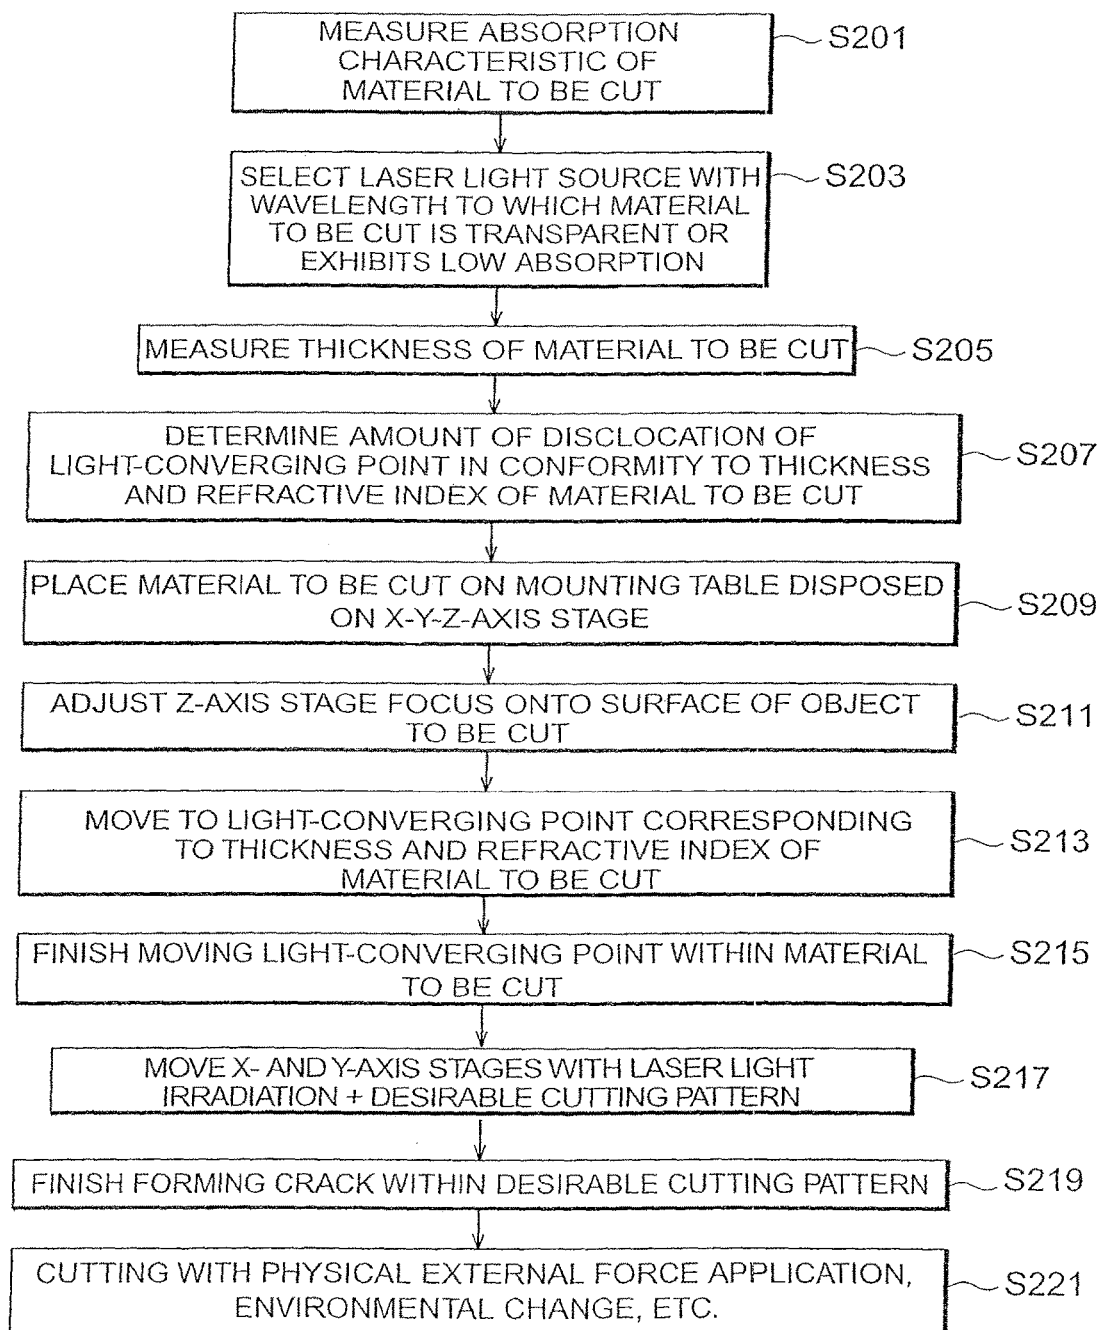 MEASURE ABSORPTION
CHARACTERISTIC OF
MATERIAL TO BE CUT
S201
SELECT LASER LIGHT SOURCE WITH
WAVELENGTH TO WHICH MATERIAL
TO BE CUT IS TRANSPARENT OR
EXHIBITS LOW ABSORPTION
S203
MEASURE THICKNESS OF MATERIAL TO BE CUT
S205
DETERMINE AMOUNT OF DISCLOCATION OF
LIGHT-CONVERGING POINT IN CONFORMITY TO THICKNESS
AND REFRACTIVE INDEX OF MATERIAL TO BE CUT
S207
PLACE MATERIAL TO BE CUT ON MOUNTING TABLE DISPOSED
ON X-Y-Z-AXIS STAGE
S209
ADJUST Z-AXIS STAGE FOCUS ONTO SURFACE OF OBJECT
TO BE CUT
S211
MOVE TO LIGHT-CONVERGING POINT CORRESPONDING
TO THICKNESS AND REFRACTIVE INDEX OF
MATERIAL TO BE CUT
S213
FINISH MOVING LIGHT-CONVERGING POINT WITHIN MATERIAL
TO BE CUT
S215
MOVE X- AND Y-AXIS STAGES WITH LASER LIGHT
IRRADIATION + DESIRABLE CUTTING PATTERN
S217
FINISH FORMING CRACK WITHIN DESIRABLE CUTTING PATTERN
S219
CUTTING WITH PHYSICAL EXTERNAL FORCE APPLICATION,
ENVIRONMENTAL CHANGE, ETC.
S221